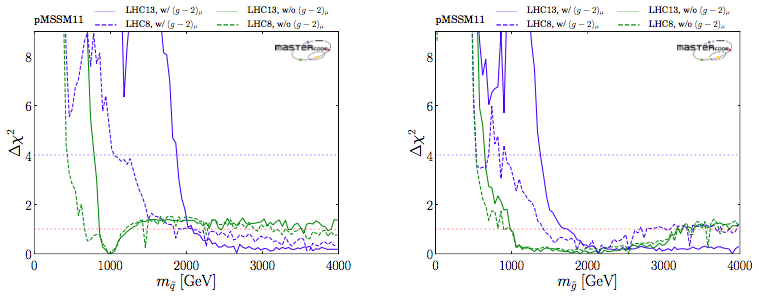 pMSSM11
LHC13, w/ (g − 2)μ
LHC13, w/o (g − 2)μ
LHC8, w/ (g − 2)μ
LHC8, w/o (g − 2)μ
MASTERCODE
Δχ²
8
6
4
2
0
0 1000 2000 3000 4000
m_q̃ [GeV]
pMSSM11
LHC13, w/ (g − 2)μ
LHC13, w/o (g − 2)μ
LHC8, w/ (g − 2)μ
LHC8, w/o (g − 2)μ
MASTERCODE
Δχ²
8
6
4
2
0
0 1000 2000 3000 4000
m_g̃ [GeV]